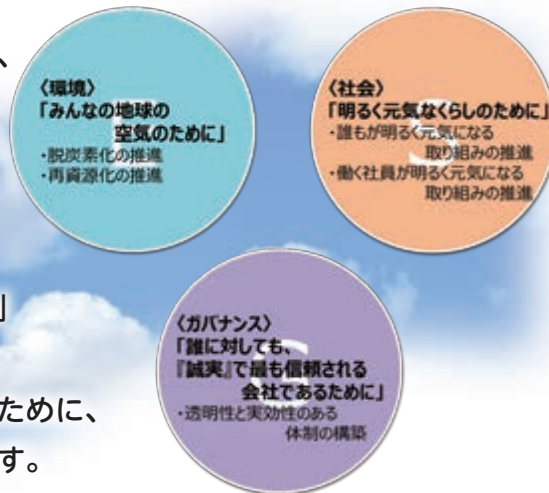 、
〈環境〉
「みんなの地球の
空気のために」
・脱炭素化の推進
・再資源化の推進
E
〈社会〉
「明るく元気なくらしのために」
・誰もが明るく元気になる
取り組みの推進
・働く社員が明るく元気になる
取り組みの推進
S
」
ために、
す。
〈ガバナンス〉
「誰に対しても、
『誠実』で最も信頼される
会社であるために」
・透明性と実効性のある
体制の構築
G